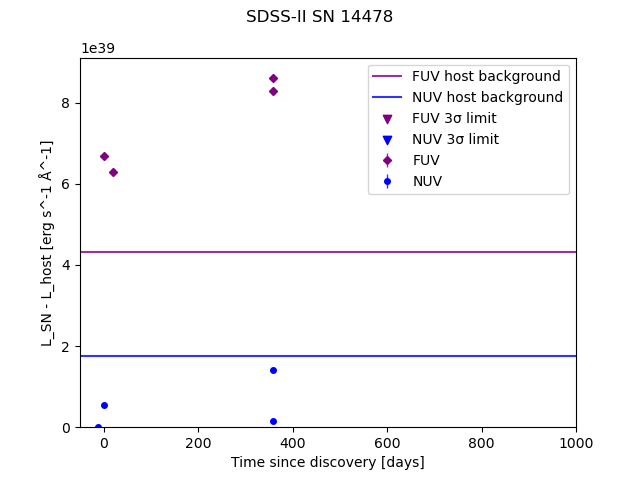 SDSS-II SN 14478
1e39
FUV host background
NUV host background
FUV 3σ limit
NUV 3σ limit
FUV
NUV
8
6
4
2
0
L_SN - L_host [erg s^-1 Å^-1]
0 200 400 600 800 1000
Time since discovery [days]